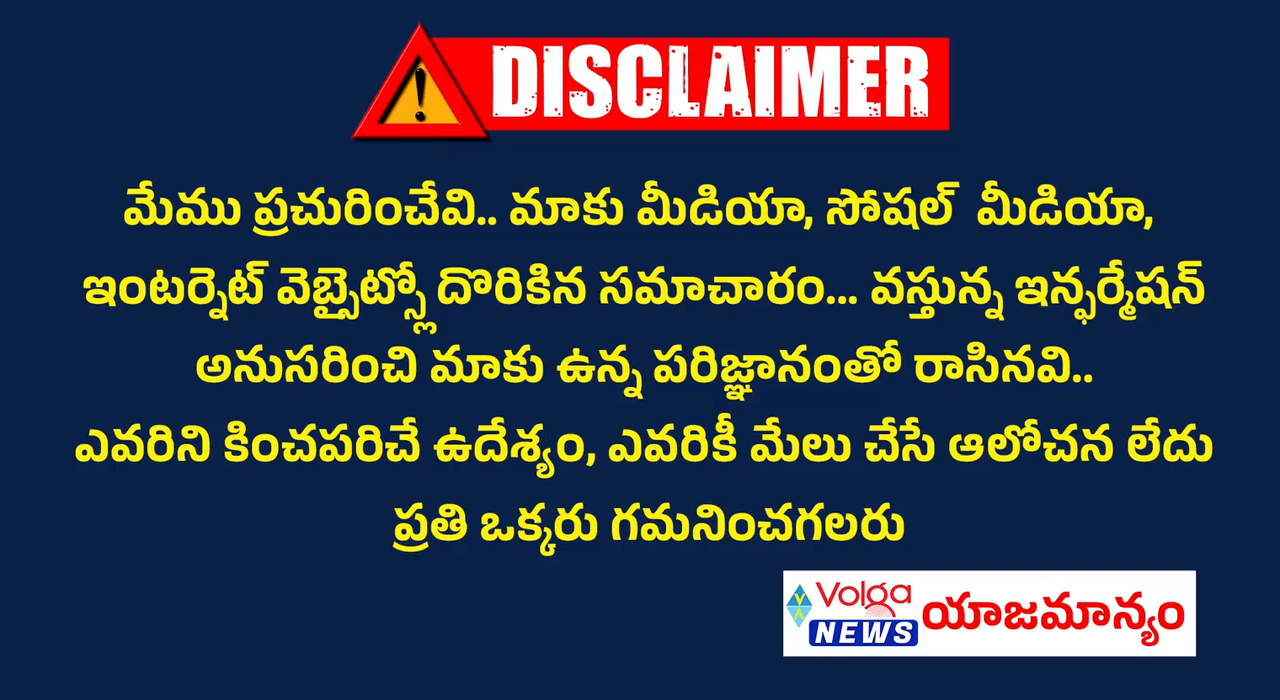 DISCLAIMER
మేము ప్రచురించేవి.. మాకు మీడియా, సోషల్ మీడియా,
ఇంటర్నెట్ వెబ్సైట్స్లో దొరికిన సమాచారం... వస్తున్న ఇన్ఫర్మేషన్
అనుసరించి మాకు ఉన్న పరిజ్ఞానంతో రాసినవి..
ఎవరిని కించపరిచే ఉదేశ్యం, ఎవరికీ మేలు చేసే ఆలోచన లేదు
ప్రతి ఒక్కరు గమనించగలరు
Volga NEWS యాజమాన్యం